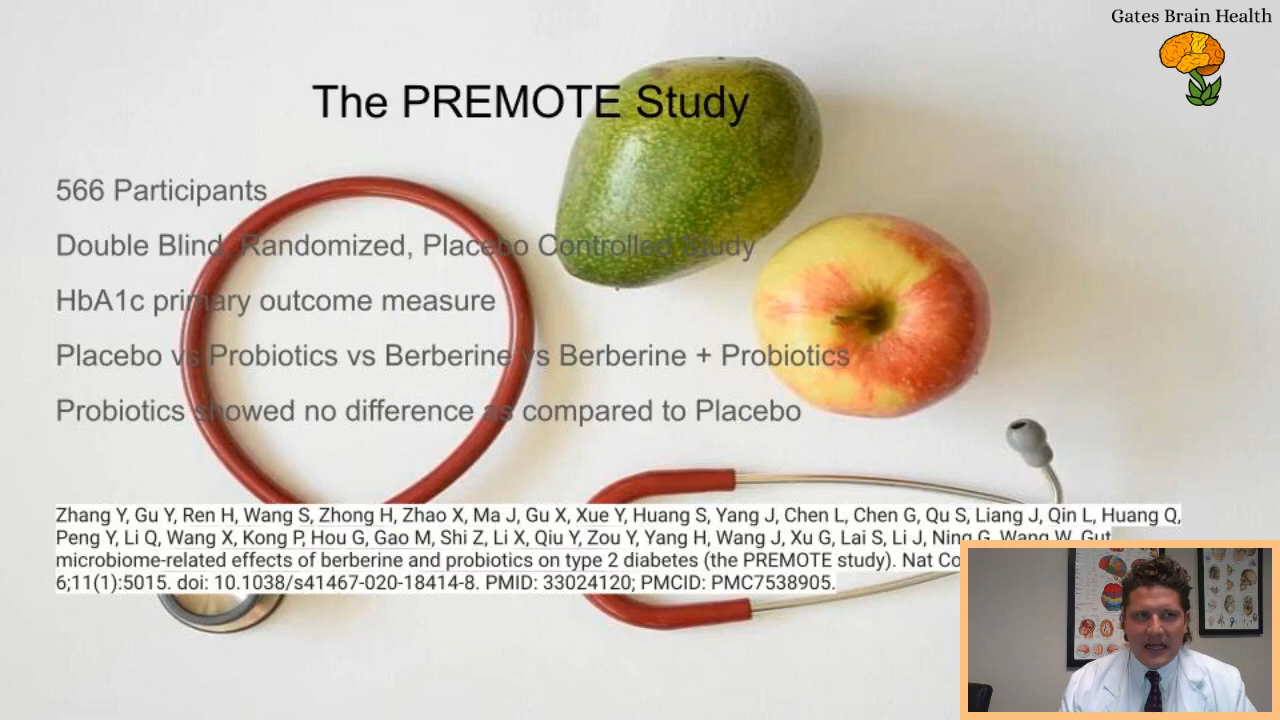 Gates Brain Health
The PREMOTE Study
566 Participants
Double Blind, Randomized, Placebo Controlled Study
HbA1c primary outcome measure
Placebo vs Probiotics vs Berberine vs Berberine + Probiotics
Probiotics showed no difference as compared to Placebo
Zhang Y, Gu Y, Ren H, Wang S, Zhong H, Zhao X, Ma J, Gu X, Xue Y, Huang S, Yang J, Chen L, Chen G, Qu S, Liang J, Qin L, Huang Q,
Peng Y, Li Q, Wang X, Kong P, Hou G, Gao M, Shi Z, Li X, Qiu Y, Zou Y, Yang H, Wang J, Xu G, Lai S, Li J, Ning G, Wang W. Gut
microbiome-related effects of berberine and probiotics on type 2 diabetes (the PREMOTE study). Nat Co
6;11(1):5015. doi: 10.1038/s41467-020-18414-8. PMID: 33024120; PMCID: PMC7538905.